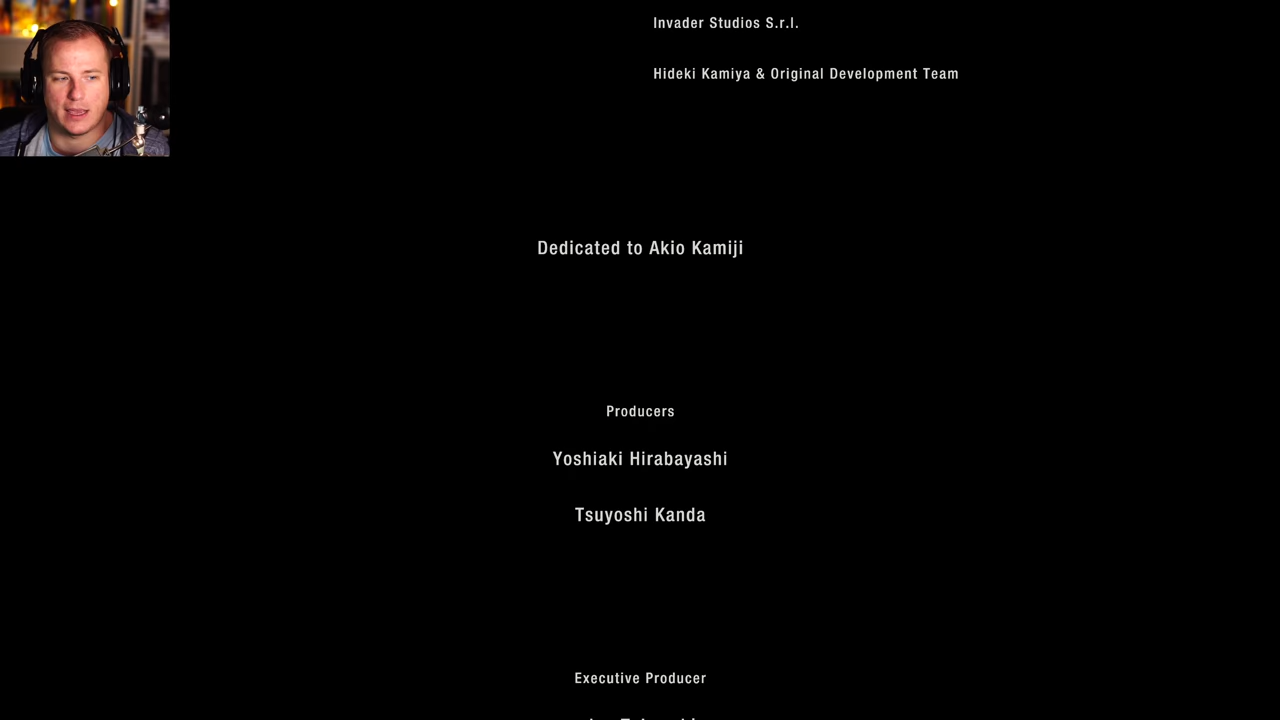 Invader Studios S.r.l.
Hideki Kamiya & Original Development Team
Dedicated to Akio Kamiji
Producers
Yoshiaki Hirabayashi
Tsuyoshi Kanda
Executive Producer